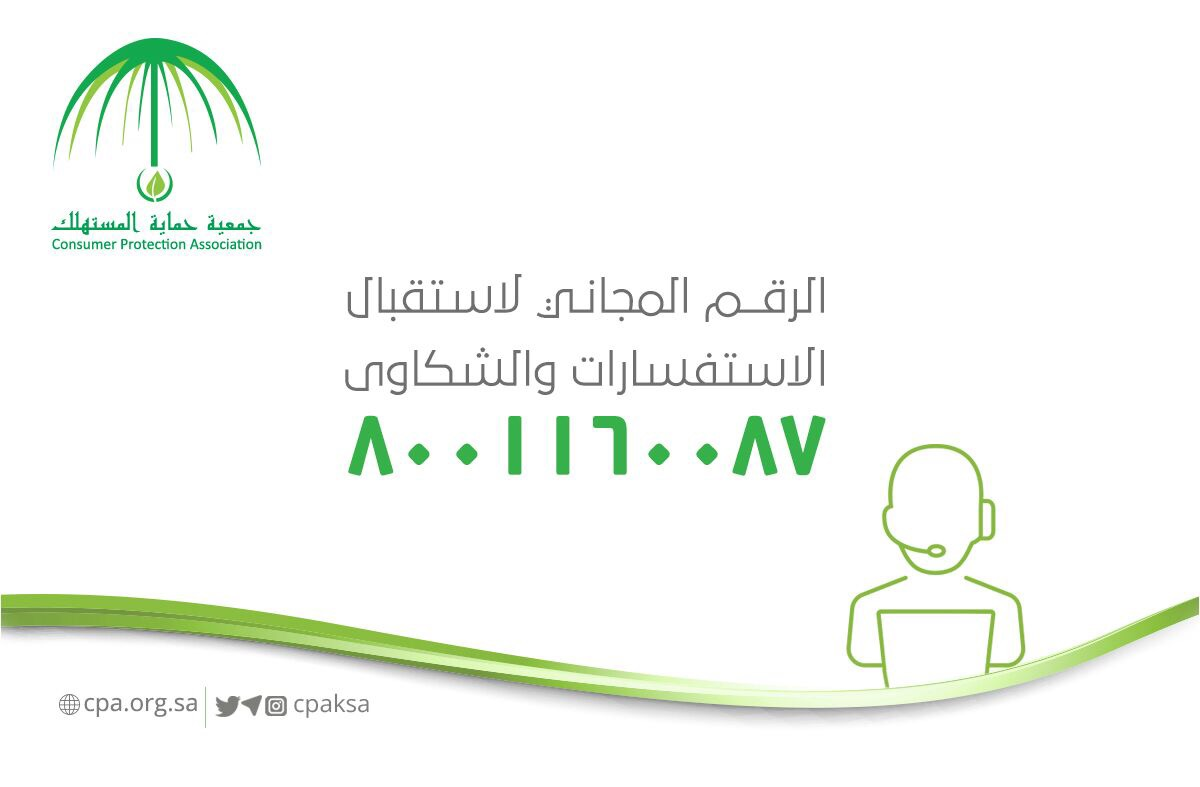 جمعية حماية المستهلك
Consumer Protection Association
الرقم المجاني لاستقبال
الاستفسارات والشكاوى
٨٠٠١١٦٠٠٨٧
cpa.org.sa
cpaksa